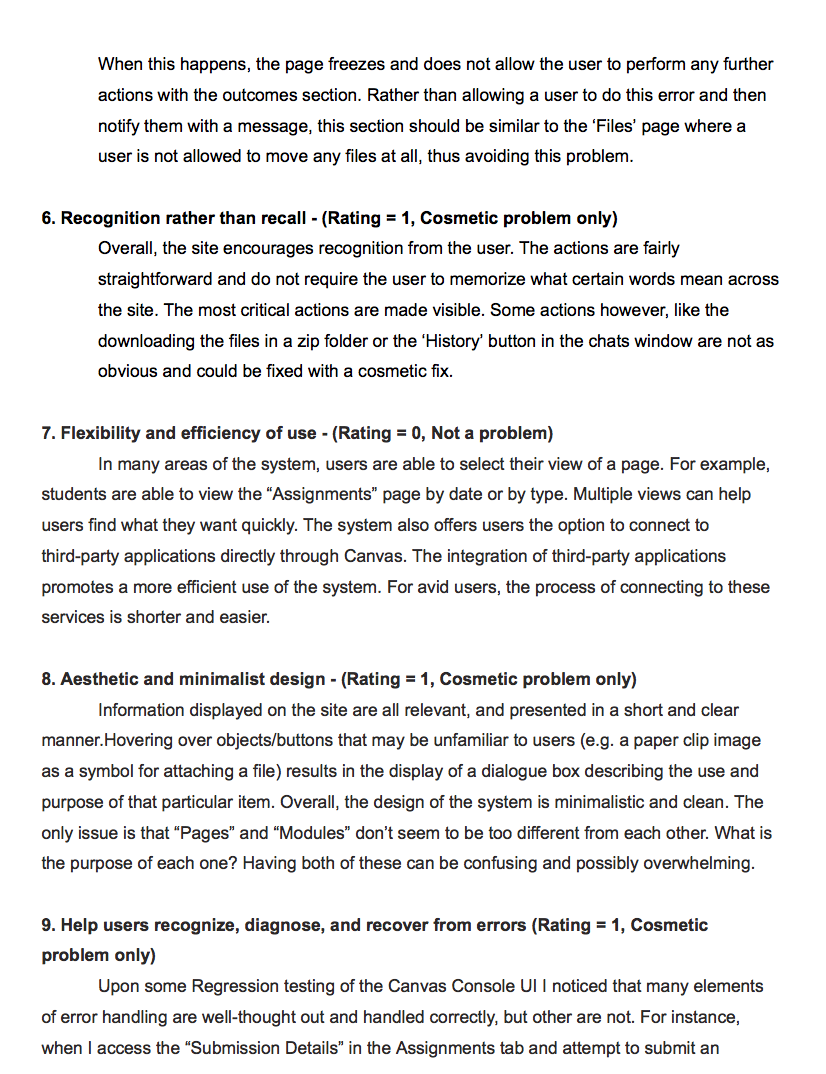 When this happens, the page freezes and does not allow the user to perform any further
actions with the outcomes section. Rather than allowing a user to do this error and then
notify them with a message, this section should be similar to the ‘Files’ page where a
user is not allowed to move any files at all, thus avoiding this problem.
6. Recognition rather than recall - (Rating = 1, Cosmetic problem only)
Overall, the site encourages recognition from the user. The actions are fairly
straightforward and do not require the user to memorize what certain words mean across
the site. The most critical actions are made visible. Some actions however, like the
downloading the files in a zip folder or the ‘History’ button in the chats window are not as
obvious and could be fixed with a cosmetic fix.
7. Flexibility and efficiency of use - (Rating = 0, Not a problem)
In many areas of the system, users are able to select their view of a page. For example,
students are able to view the “Assignments” page by date or by type. Multiple views can help
users find what they want quickly. The system also offers users the option to connect to
third-party applications directly through Canvas. The integration of third-party applications
promotes a more efficient use of the system. For avid users, the process of connecting to these
services is shorter and easier.
8. Aesthetic and minimalist design - (Rating = 1, Cosmetic problem only)
Information displayed on the site are all relevant, and presented in a short and clear
manner.Hovering over objects/buttons that may be unfamiliar to users (e.g. a paper clip image
as a symbol for attaching a file) results in the display of a dialogue box describing the use and
purpose of that particular item. Overall, the design of the system is minimalistic and clean. The
only issue is that “Pages” and “Modules” don’t seem to be too different from each other. What is
the purpose of each one? Having both of these can be confusing and possibly overwhelming.
9. Help users recognize, diagnose, and recover from errors (Rating = 1, Cosmetic
problem only)
Upon some Regression testing of the Canvas Console UI I noticed that many elements
of error handling are well-thought out and handled correctly, but other are not. For instance,
when I access the “Submission Details” in the Assignments tab and attempt to submit an